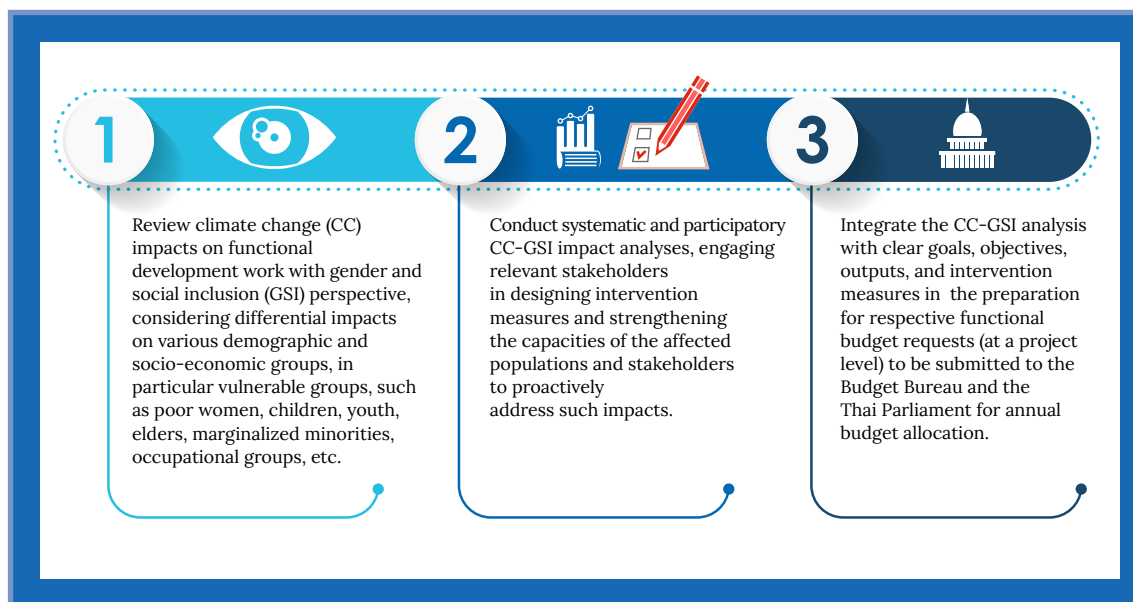 1
Review climate change (CC)
impacts on functional
development work with gender and
social inclusion (GSI) perspective,
considering differential impacts
on various demographic and
socio-economic groups, in
particular vulnerable groups, such
as poor women, children, youth,
elders, marginalized minorities,
occupational groups, etc.
2
Conduct systematic and participatory
CC-GSI impact analyses, engaging
relevant stakeholders
in designing intervention
measures and strengthening
the capacities of the affected
populations and stakeholders
to proactively
address such impacts.
3
Integrate the CC-GSI analysis
with clear goals, objectives,
outputs, and intervention
measures in the preparation
for respective functional
budget requests (at a project
level) to be submitted to the
Budget Bureau and the
Thai Parliament for annual
budget allocation.